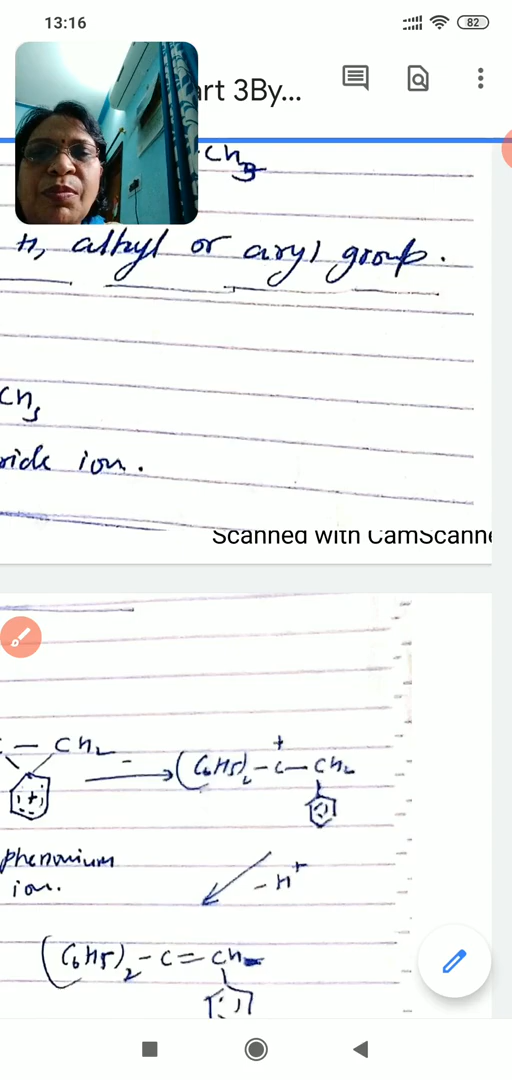 13:16
82
art 3By...
CH3
H, alkyl or aryl group.
CH3
ride ion.
Scanned with CamScanne
— CH2
(C6H5)2 – C – CH2
+
(+)
phenonium
ion.
– H+
(C6H5)2 – C = CH